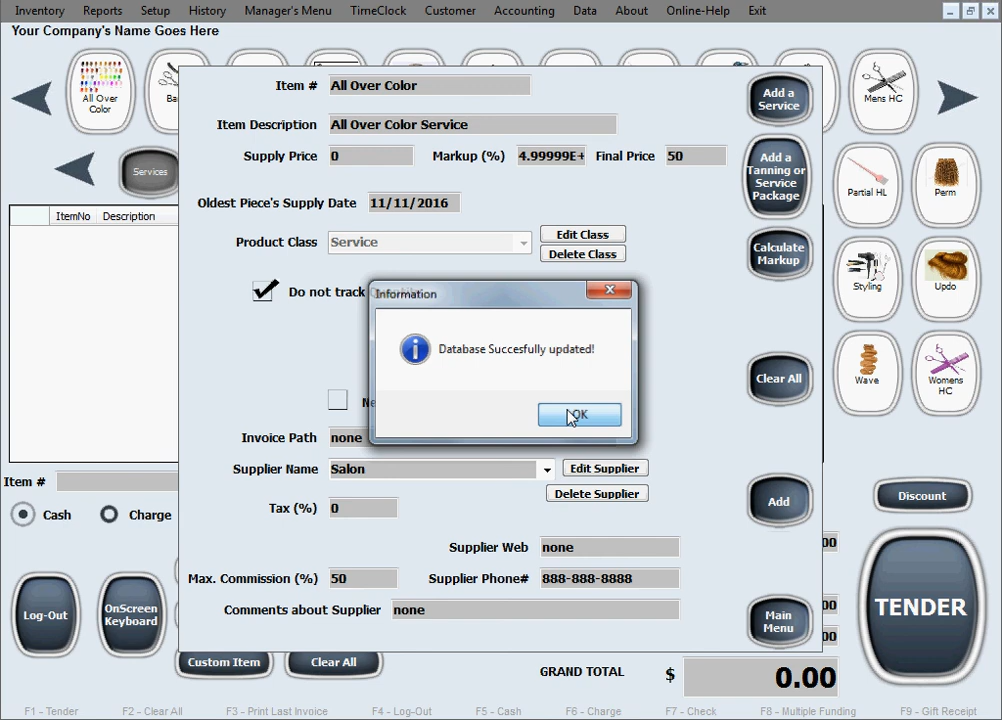 Inventory Reports Setup History Manager's Menu TimeClock Customer Accounting Data About Online-Help Exit
Your Company's Name Goes Here
All Over
Color
Mens HC
Item # All Over Color
Add a
Service
Item Description All Over Color Service
Supply Price 0 Markup (%) 4.99999E+ Final Price 50
Add a
Tanning or
Service
Package
Services
Partial HL
Perm
Oldest Piece's Supply Date 11/11/2016
ItemNo Description
Product Class Service
Edit Class
Delete Class
Calculate
Markup
Do not track
Information
Styling
Updo
Database Succesfully updated!
OK
Clear All
Wave
Womens
HC
Invoice Path none
Supplier Name Salon
Edit Supplier
Delete Supplier
Item #
Tax (%) 0
Add
Discount
Cash Charge
Supplier Web none
00
Max. Commission (%) 50 Supplier Phone# 888-888-8888
Comments about Supplier none
00
00
Log-Out
OnScreen
Keyboard
Main
Menu
TENDER
Custom Item Clear All
GRAND TOTAL $ 0.00
F1 - Tender F2 - Clear All F3 - Print Last Invoice F4 - Log-Out F5 - Cash F6 - Charge F7 - Check F8 - Multiple Funding F9 - Gift Receipt